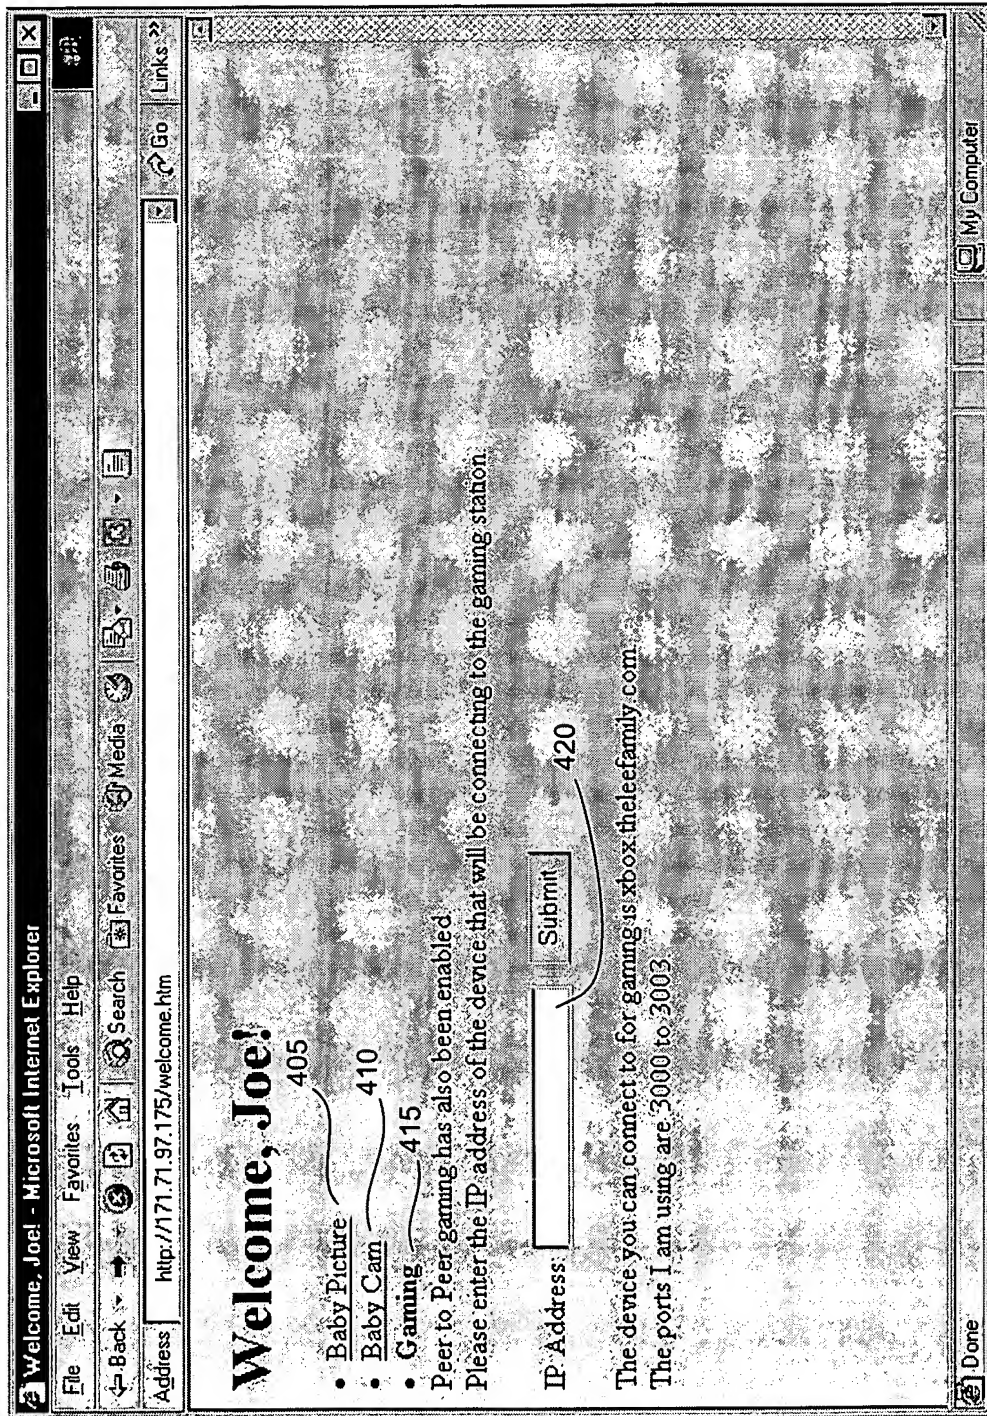 Welcome, Joe! - Microsoft Internet Explorer
File Edit View Favorites Tools Help
Back Search Favorites Media
Address http://171.71.97.175/welcome.htm Go Links »
Welcome, Joe!
• Baby Picture 405
• Baby Cam 410
• Gaming 415
Peer to Peer gaming has also been enabled.
Please enter the IP address of the device that will be connecting to the gaming station.
IP Address: Submit
420
The device you can connect to for gaming is xbox.theleefamily.com.
The ports I am using are 3000 to 3003.
Done My Computer